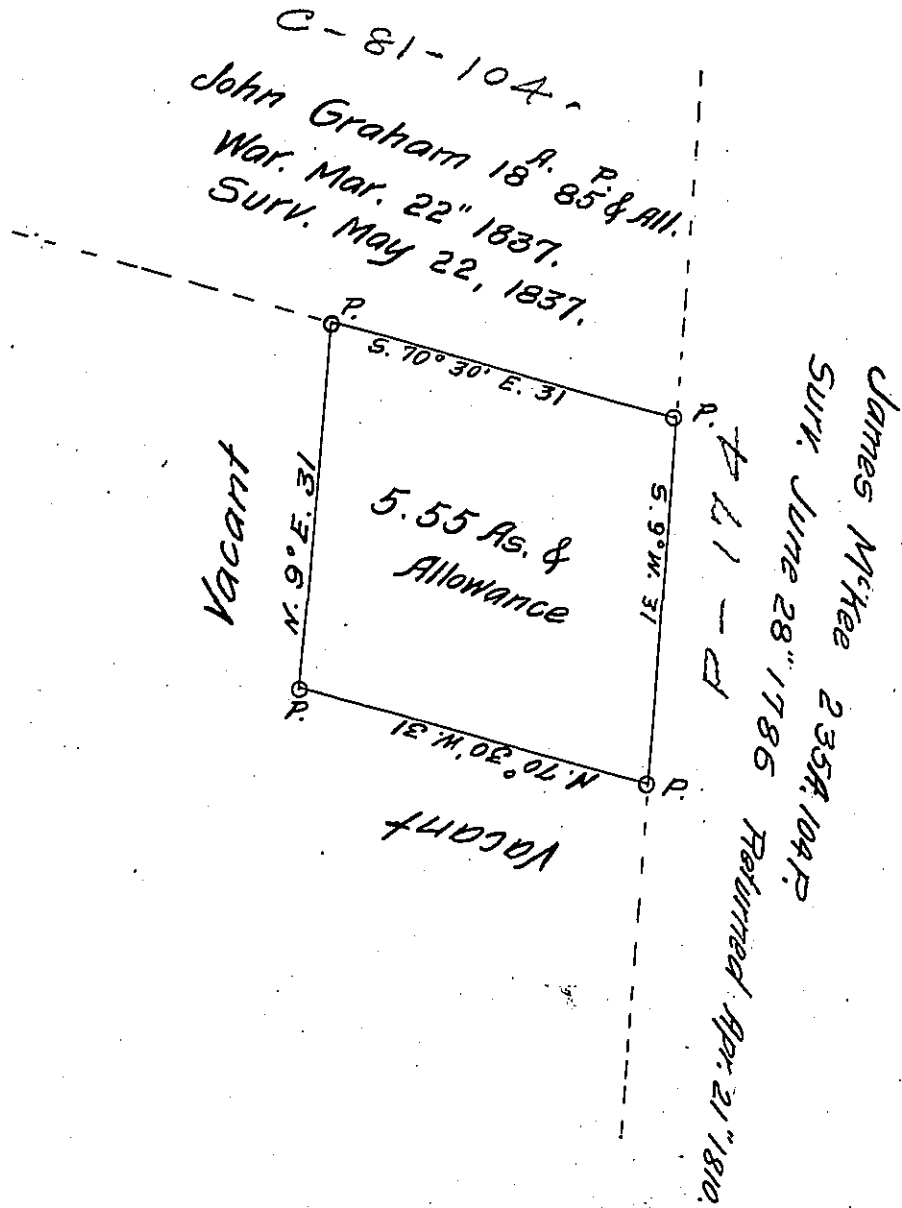 C-81-104.
John Graham 18 A. 85 P. & All.
War. Mar. 22" 1837.
Surv. May 22, 1837.
P.
S. 70° 30' E. 31
P.
S. 9° W. 31
P.
N. 70° 30' W. 31
P.
N. 9° E. 31
5.55 As. &
Allowance
Vacant
Vacant
James McKee 235A. 104P.
Surv. June 28" 1786 Returned Apr. 21" 1810.